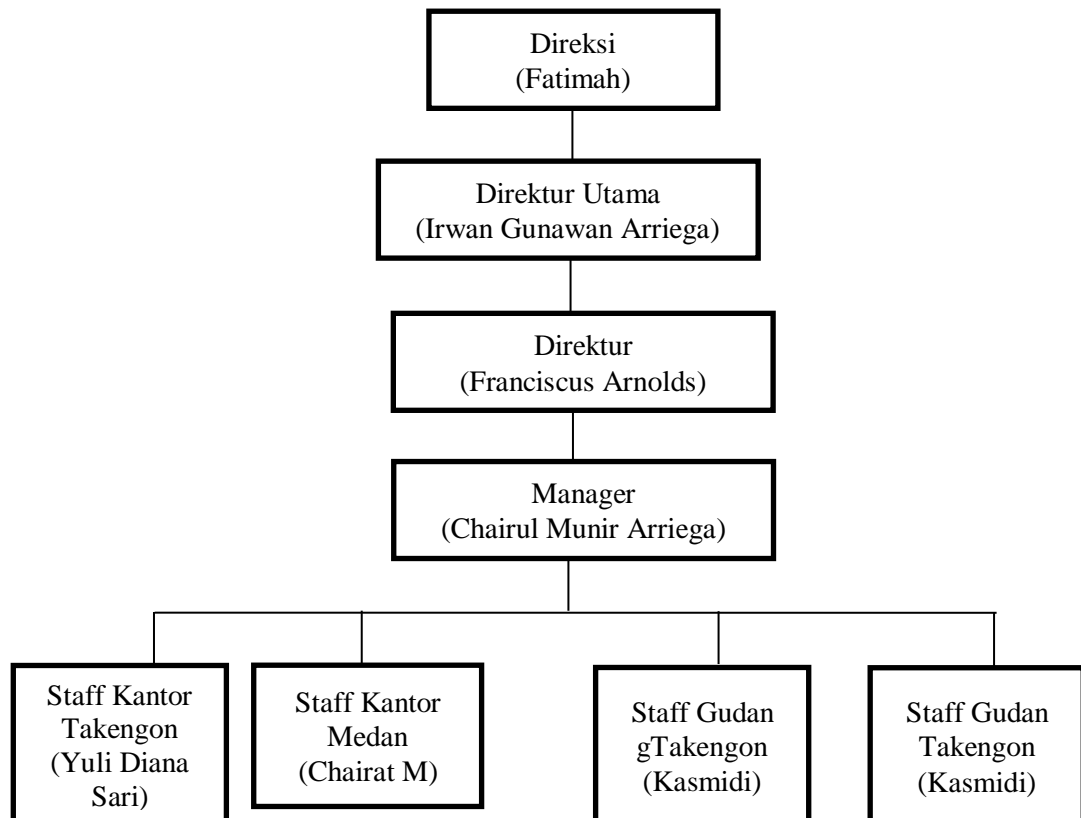 Direksi
(Fatimah)
Direktur Utama
(Irwan Gunawan Arriega)
Direktur
(Franciscus Arnolds)
Manager
(Chairul Munir Arriega)
Staff Kantor
Takengon
(Yuli Diana
Sari)
Staff Kantor
Medan
(Chairat M)
Staff Gudan
gTakengon
(Kasmidi)
Staff Gudan
Takengon
(Kasmidi)